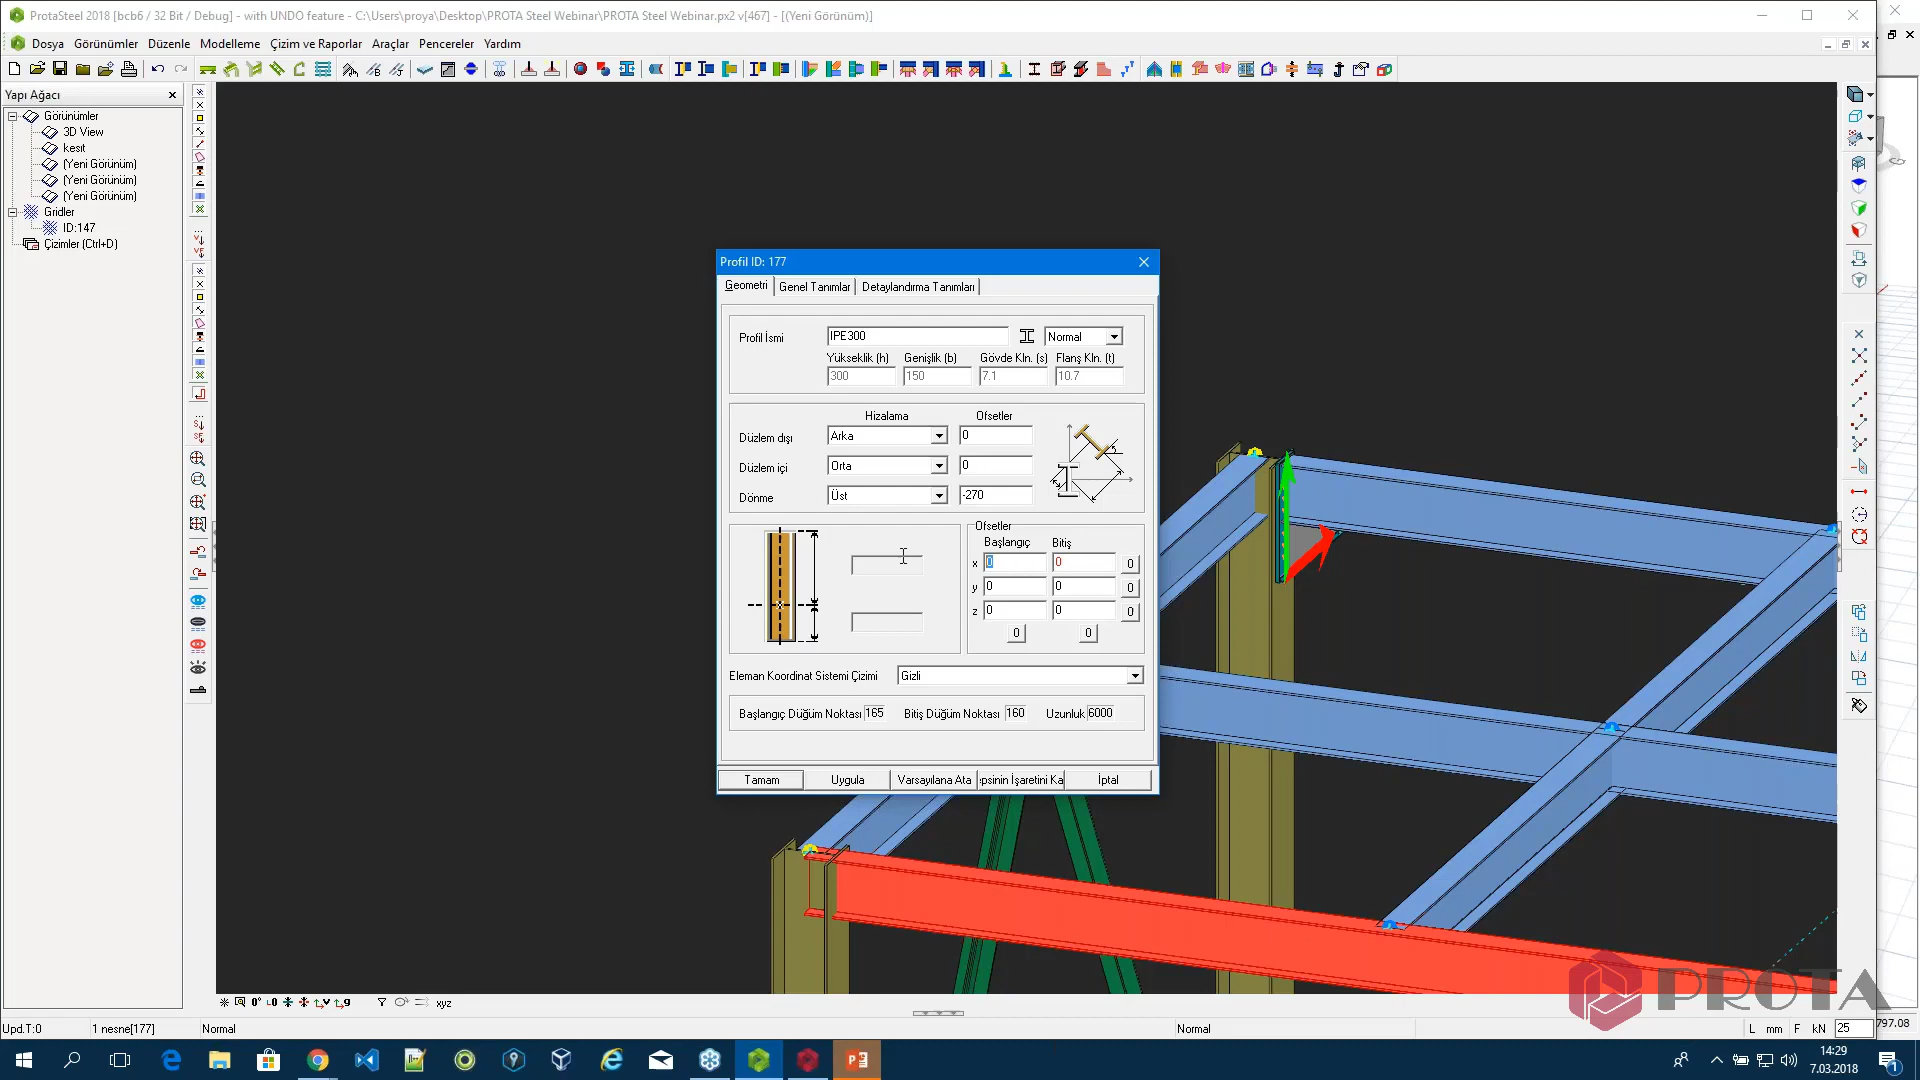 ProtaSteel 2018 [bcb6 / 32 Bit / Debug] - with UNDO feature - C:\Users\proya\Desktop\PROTA Steel Webinar\PROTA Steel Webinar.px2 v[467] - [(Yeni Görünüm)]
Dosya Görünümler Düzenle Modelleme Çizim ve Raporlar Araçlar Pencereler Yardım
Yapı Ağacı
Görünümler
3D View
kesit
(Yeni Görünüm)
(Yeni Görünüm)
(Yeni Görünüm)
Gridler
ID:147
Çizimler (Ctrl+D)
Profil ID: 177
Geometri Genel Tanımlar Detaylandırma Tanımları
Profil İsmi IPE300 Normal
Yükseklik (h) Genişlik (b) Gövde Kln. (s) Flanş Kln. (t)
300 150 7.1 10.7
Hizalama Ofsetler
Düzlem dışı Arka 0
Düzlem içi Orta 0
Dönme Üst -270
Ofsetler
Başlangıç Bitiş
x 0 0 0
y 0 0 0
z 0 0 0
0 0
Eleman Koordinat Sistemi Çizimi Gizli
Başlangıç Düğüm Noktası 165 Bitiş Düğüm Noktası 160 Uzunluk 6000
Tamam Uygula Varsayılana Ata psinin İşaretini Ka İptal
PROTA
xyz
Upd.T:0 1 nesne[177] Normal Normal L mm F kN 25 797.08
14:29
7.03.2018